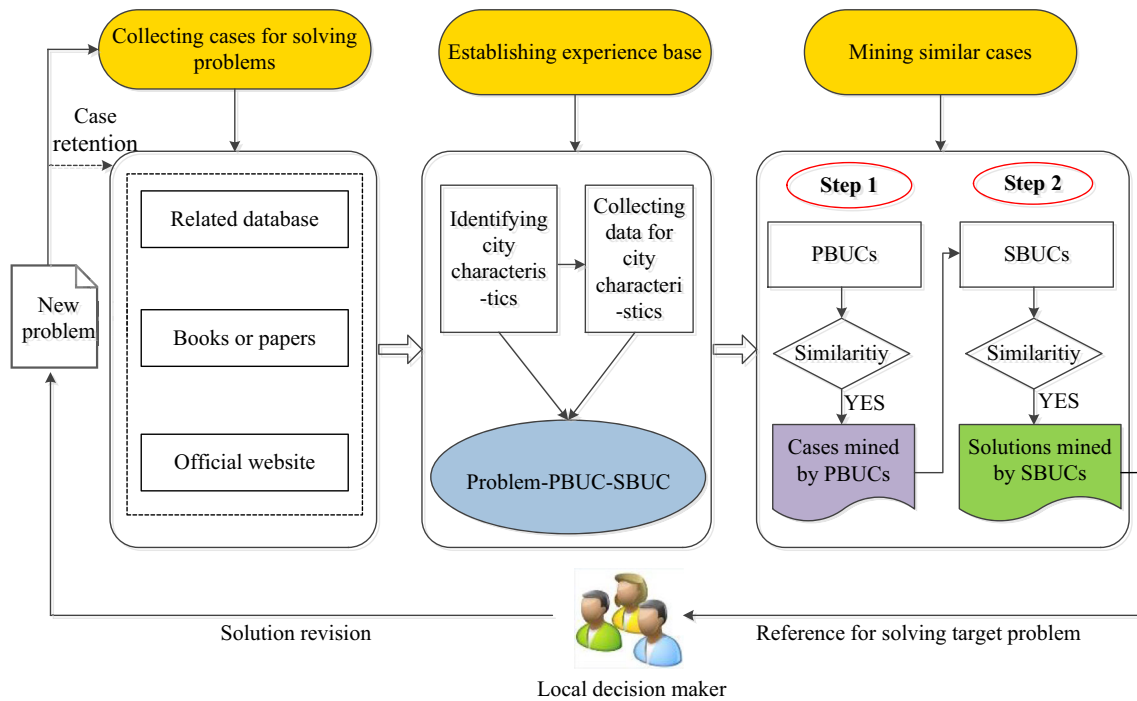 Collecting cases for solving
problems
Establishing experience base
Mining similar cases
Case
retention
New
problem
Related database
Books or papers
Official website
Identifying
city
characteris
-tics
Collecting
data for
city
characteri
-stics
Problem-PBUC-SBUC
Step 1
Step 2
PBUCs
SBUCs
Similaritiy
Similaritiy
YES
YES
Cases mined
by PBUCs
Solutions mined
by SBUCs
Solution revision
Reference for solving target problem
Local decision maker